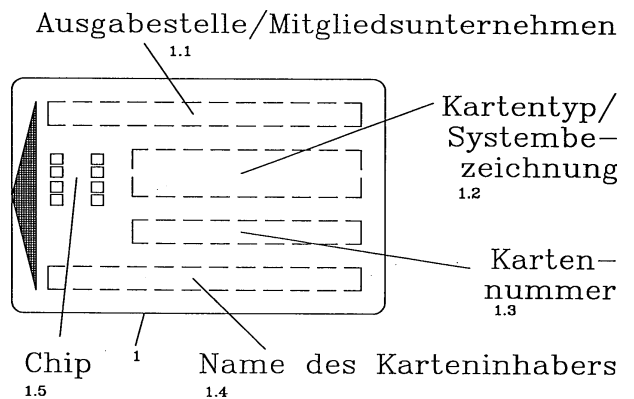 Ausgabestelle/Mitgliedsunternehmen
1.1
Kartentyp/
Systembe-
zeichnung
1.2
Karten-
nummer
1.3
Chip
1.5
1
Name des Karteninhabers
1.4